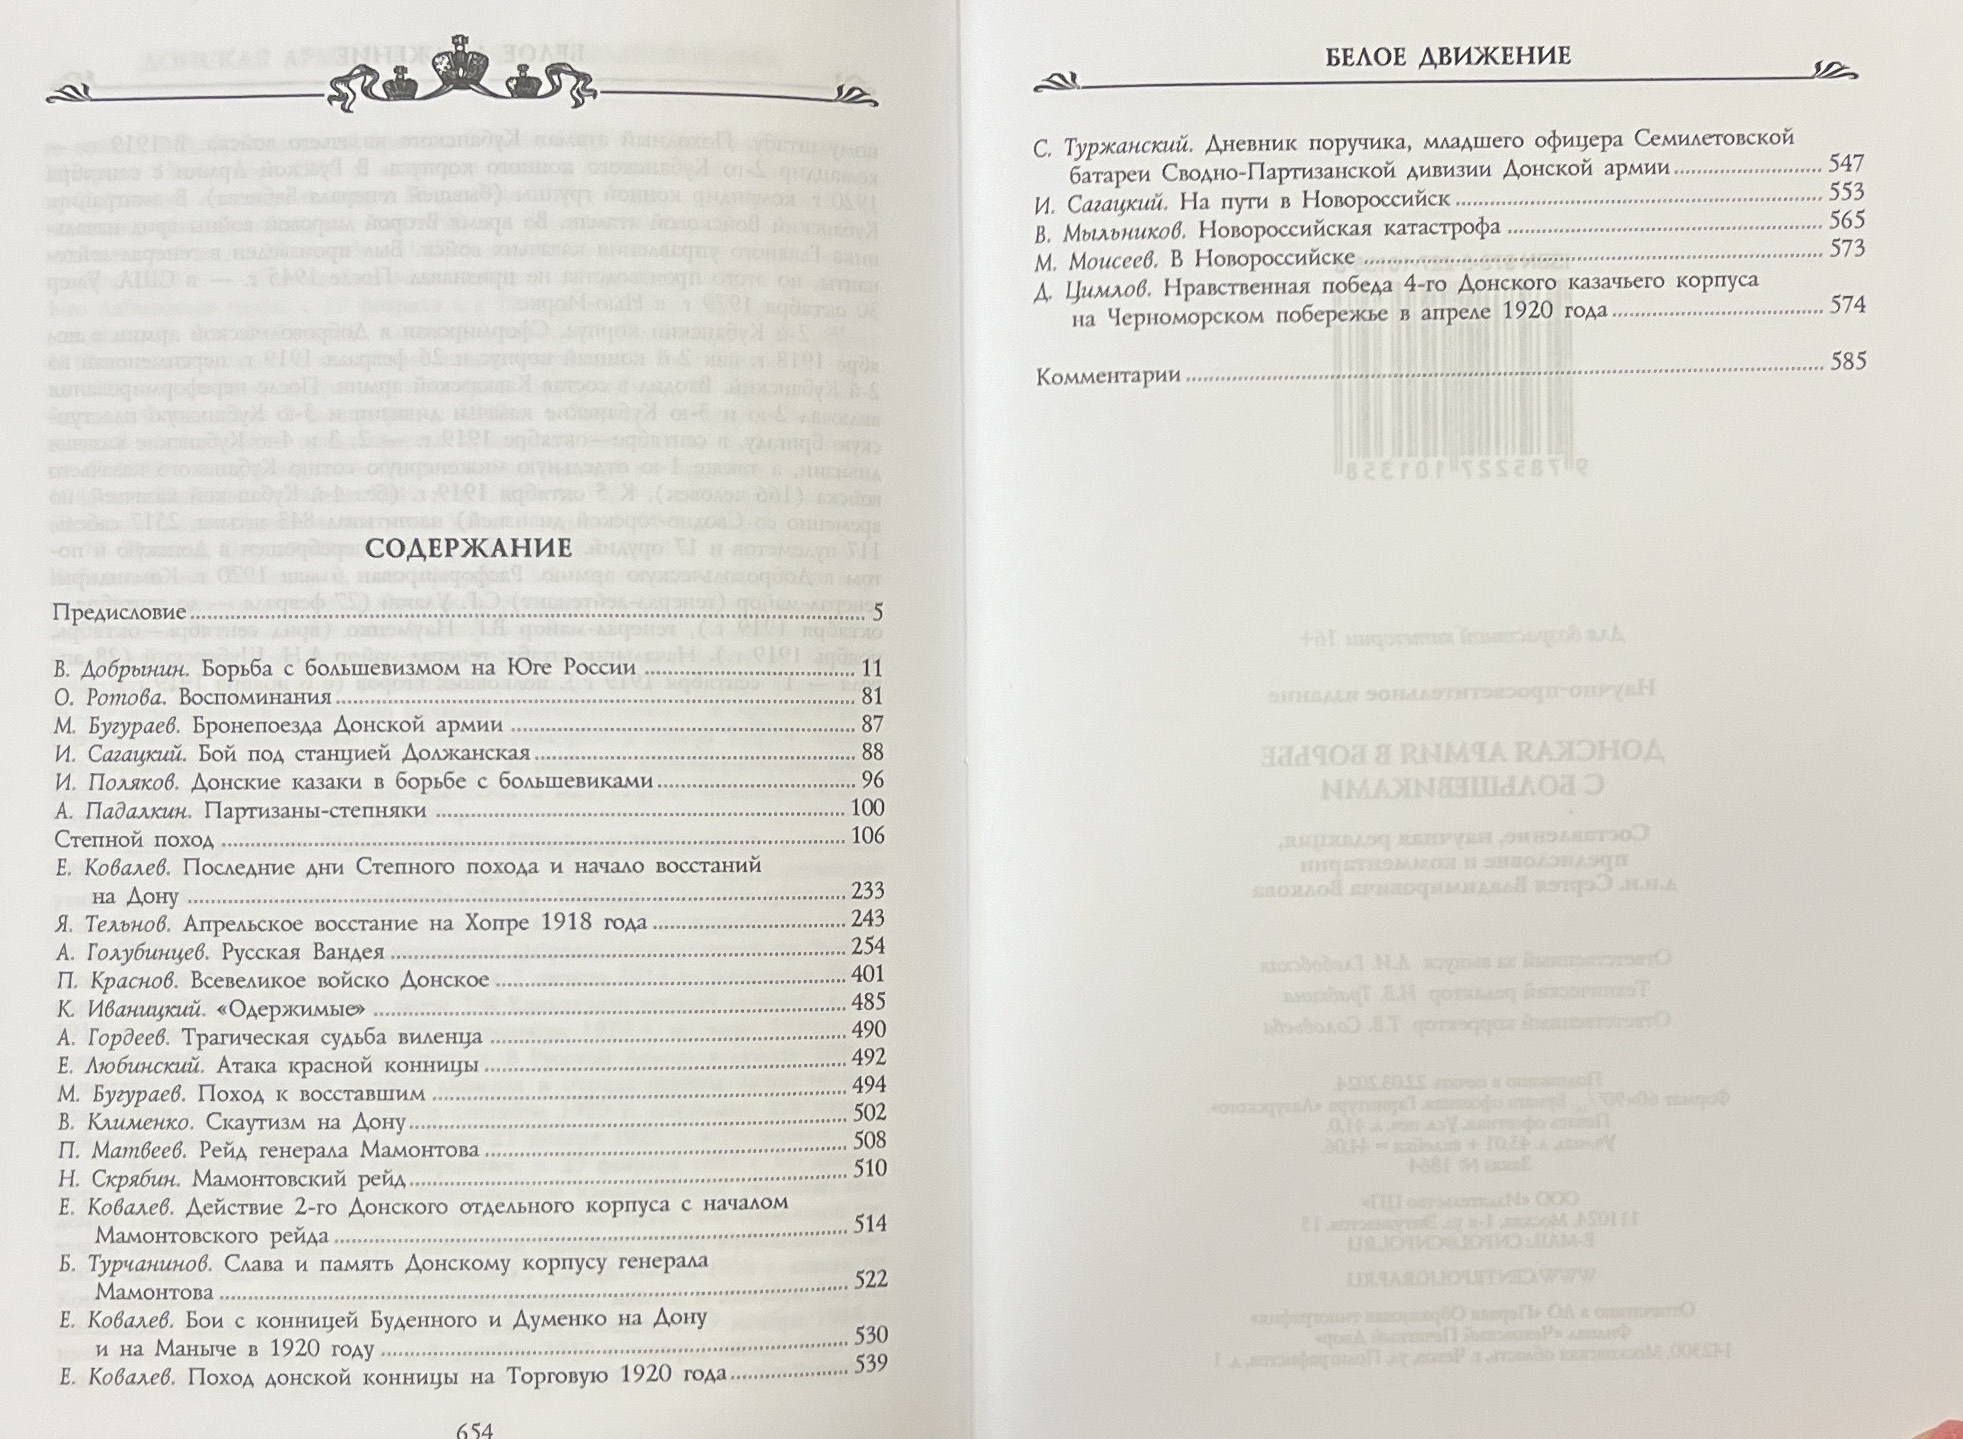 СОДЕРЖАНИЕ
Предисловие 5
В. Добрынин. Борьба с большевизмом на Юге России 11
О. Ротова. Воспоминания 81
М. Бугураев. Бронепоезда Донской армии 87
И. Сагацкий. Бой под станцией Должанская 88
И. Поляков. Донские казаки в борьбе с большевиками 96
А. Падалкин. Партизаны-степняки 100
Степной поход 106
Е. Ковалев. Последние дни Степного похода и начало восстаний
на Дону 233
Я. Тельнов. Апрельское восстание на Хопре 1918 года 243
А. Голубинцев. Русская Вандея 254
П. Краснов. Всевеликое войско Донское 401
К. Иваницкий. «Одержимые» 485
А. Гордеев. Трагическая судьба виленца 490
Е. Любинский. Атака красной конницы 492
М. Бугураев. Поход к восставшим 494
В. Клименко. Скаутизм на Дону 502
П. Матвеев. Рейд генерала Мамонтова 508
Н. Скрябин. Мамонтовский рейд 510
Е. Ковалев. Действие 2-го Донского отдельного корпуса с началом
Мамонтовского рейда 514
Б. Турчанинов. Слава и память Донскому корпусу генерала
Мамонтова 522
Е. Ковалев. Бои с конницей Буденного и Думенко на Дону
и на Маныче в 1920 году 530
Е. Ковалев. Поход донской конницы на Торговую 1920 года 539
654
БЕЛОЕ ДВИЖЕНИЕ
С. Туржанский. Дневник поручика, младшего офицера Семилетовской
батареи Сводно-Партизанской дивизии Донской армии 547
И. Сагацкий. На пути в Новороссийск 553
В. Мыльников. Новороссийская катастрофа 565
М. Моисеев. В Новороссийске 573
Д. Цимлов. Нравственная победа 4-го Донского казачьего корпуса
на Черноморском побережье в апреле 1920 года 574
Комментарии 585